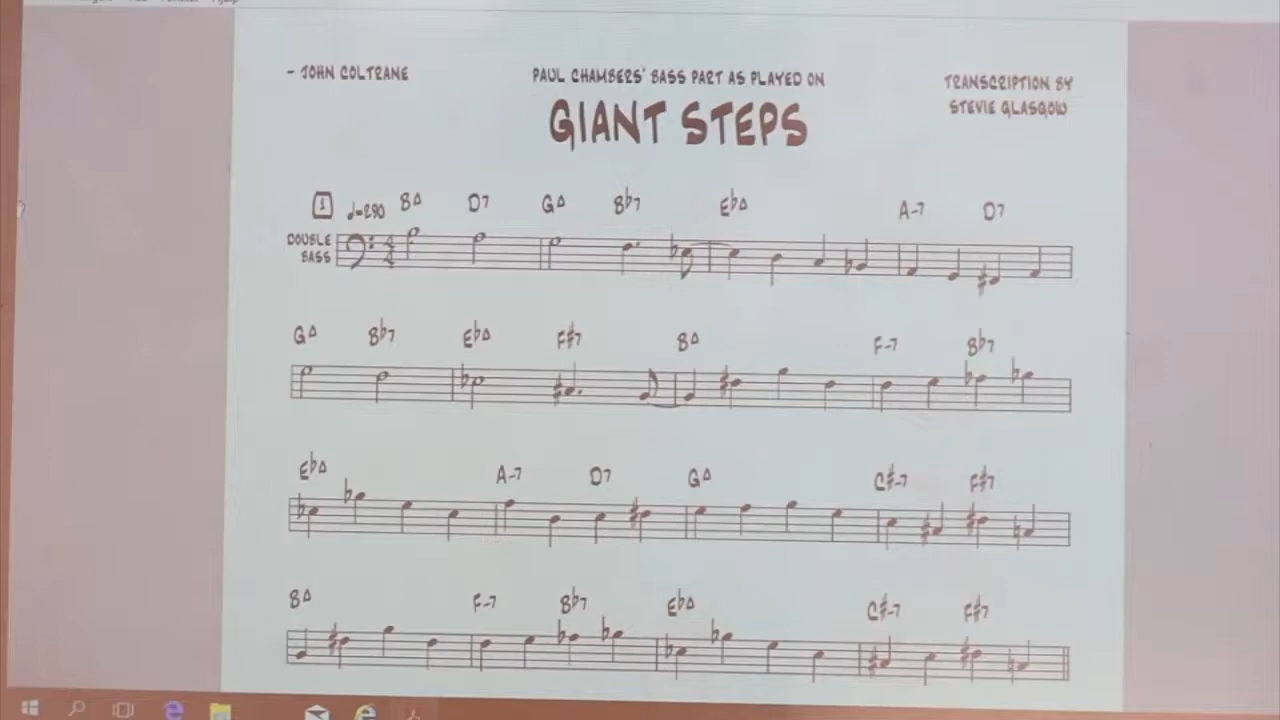 - JOHN COLTRANE
PAUL CHAMBERS' BASS PART AS PLAYED ON
GIANT STEPS
TRANSCRIPTION BY
STEVIE GLASGOW
1 ♩=290 B△ D7 G△ B♭7 E♭△ A-7 D7
DOUBLE
BASS
G△ B♭7 E♭△ F#7 B△ F-7 B♭7
E♭△ A-7 D7 G△ C#-7 F#7
B△ F-7 B♭7 E♭△ C#-7 F#7